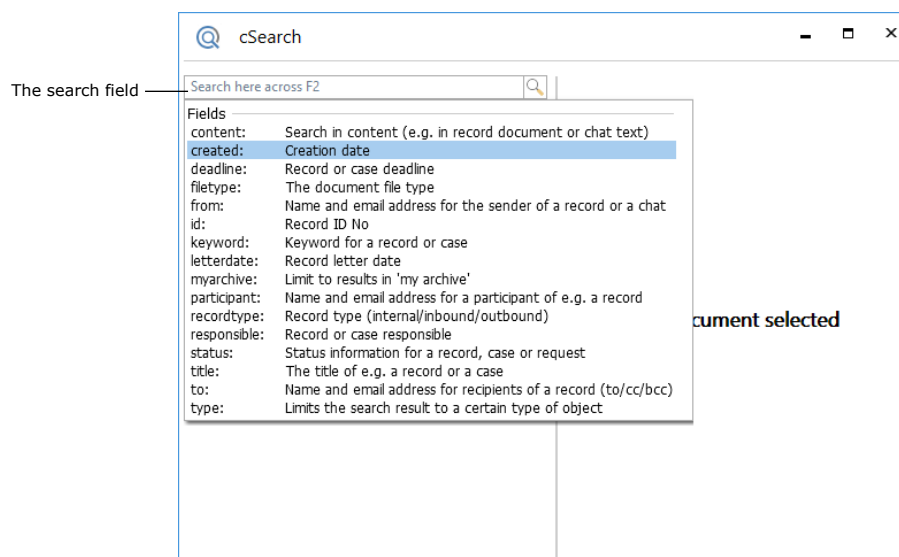 cSearch
The search field
Search here across F2
Fields
content: Search in content (e.g. in record document or chat text)
created: Creation date
deadline: Record or case deadline
filetype: The document file type
from: Name and email address for the sender of a record or a chat
id: Record ID No
keyword: Keyword for a record or case
letterdate: Record letter date
myarchive: Limit to results in 'my archive'
participant: Name and email address for a participant of e.g. a record
recordtype: Record type (internal/inbound/outbound)
responsible: Record or case responsible
status: Status information for a record, case or request
title: The title of e.g. a record or a case
to: Name and email address for recipients of a record (to/cc/bcc)
type: Limits the search result to a certain type of object
cument selected